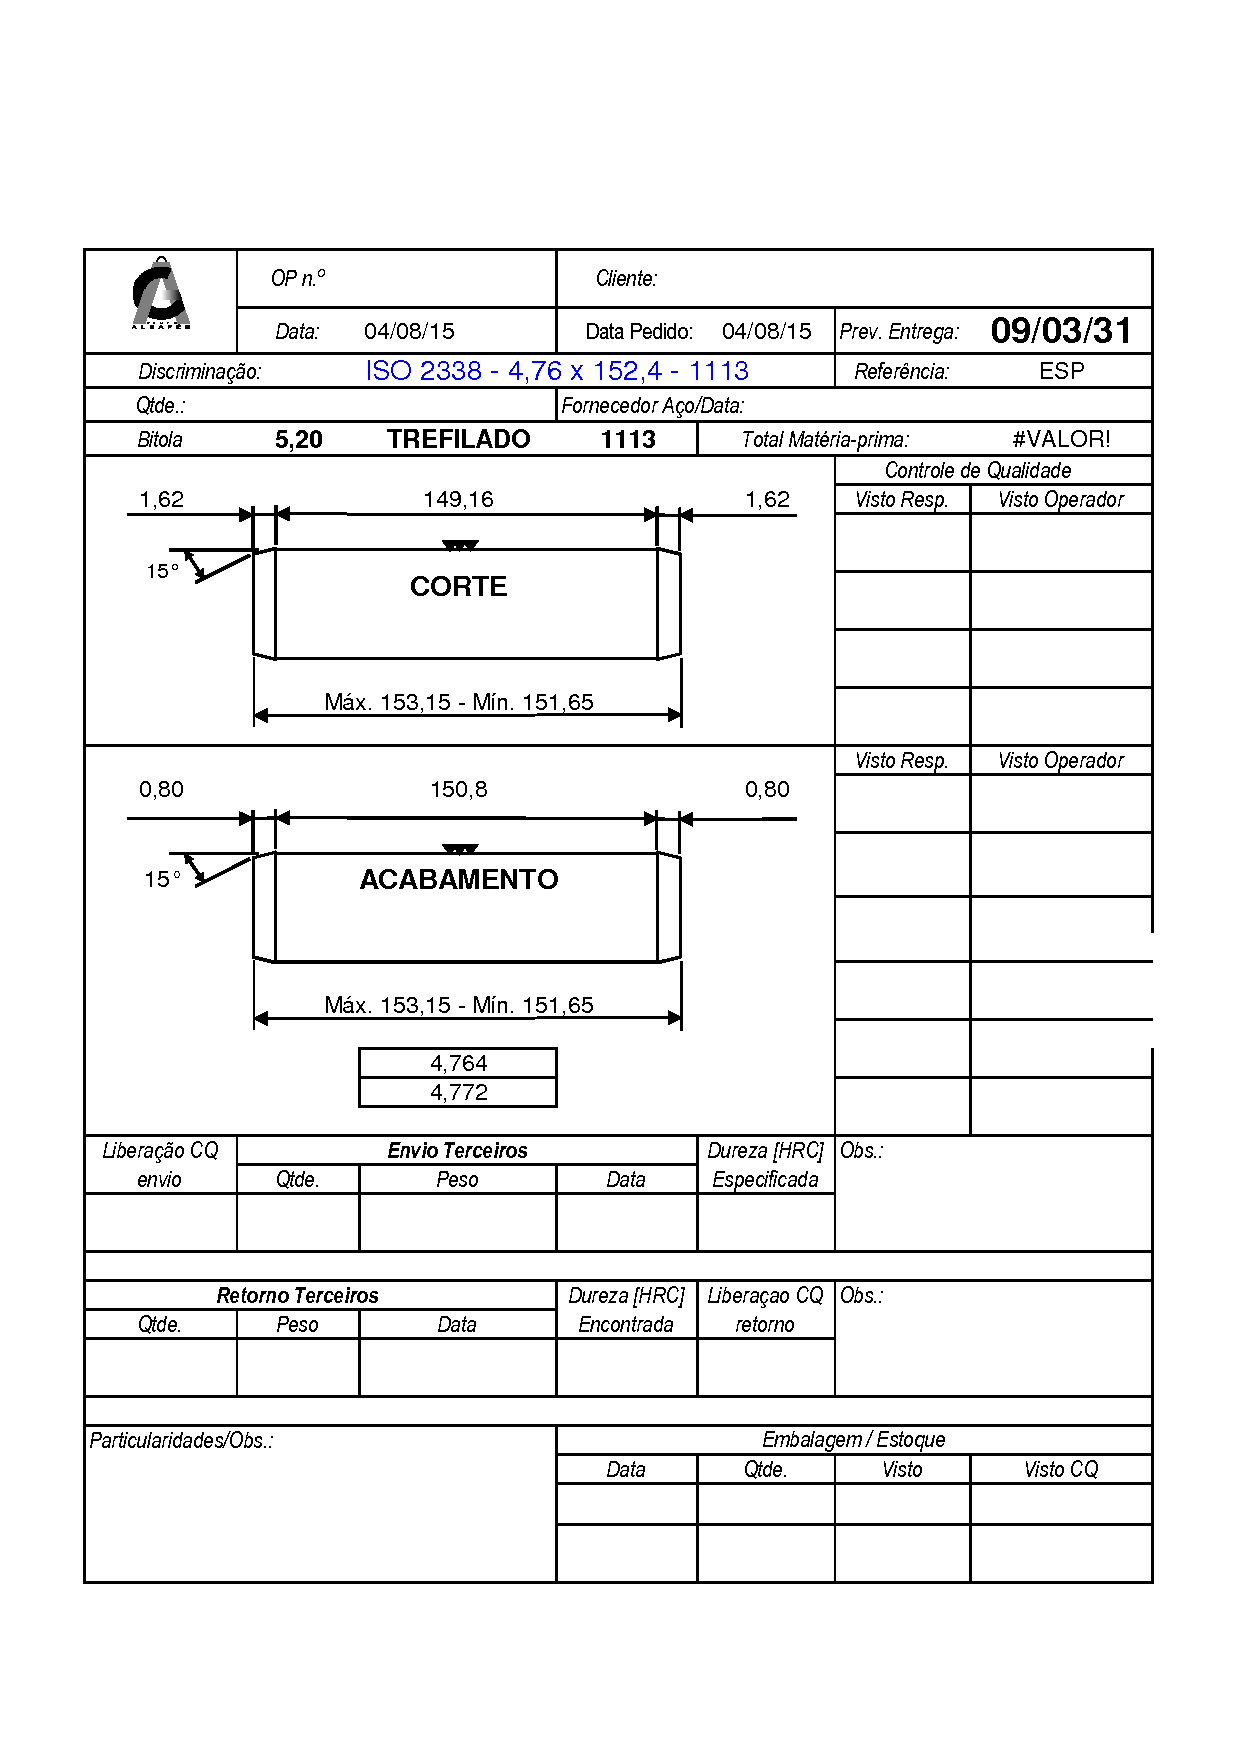 ALBAFER
OP n.º Cliente:
Data: 04/08/15 Data Pedido: 04/08/15 Prev. Entrega: 09/03/31
Discriminação: ISO 2338 - 4,76 x 152,4 - 1113 Referência: ESP
Qtde.: Fornecedor Aço/Data:
Bitola 5,20 TREFILADO 1113 Total Matéria-prima: #VALOR!
Controle de Qualidade
1,62 149,16 1,62 Visto Resp. Visto Operador
15°
CORTE
Máx. 153,15 - Mín. 151,65
Visto Resp. Visto Operador
0,80 150,8 0,80
15°
ACABAMENTO
Máx. 153,15 - Mín. 151,65
4,764
4,772
Liberação CQ Envio Terceiros Dureza [HRC] Obs.:
envio Qtde. Peso Data Especificada
Retorno Terceiros Dureza [HRC] Liberaçao CQ Obs.:
Qtde. Peso Data Encontrada retorno
Particularidades/Obs.: Embalagem / Estoque
Data Qtde. Visto Visto CQ